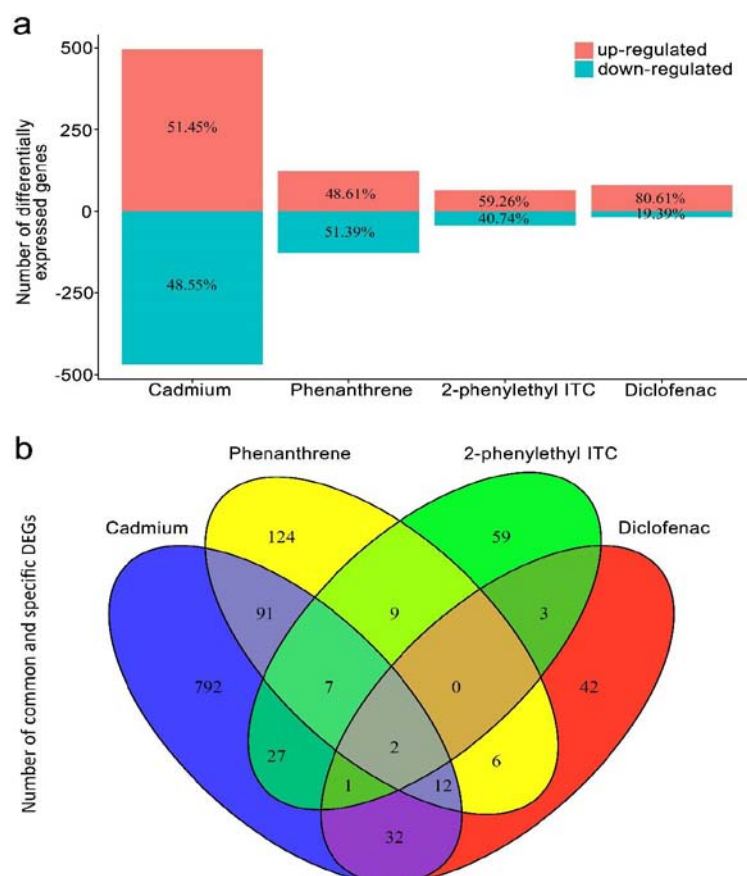 a
Number of differentially
expressed genes
500
250
0
-250
-500
up-regulated
down-regulated
51.45%
48.55%
48.61%
51.39%
59.26%
40.74%
80.61%
19.39%
Cadmium
Phenanthrene
2-phenylethyl ITC
Diclofenac
b
Number of common and specific DEGs
Phenanthrene
2-phenylethyl ITC
Cadmium
Diclofenac
124
59
91
9
3
792
7
0
42
27
2
6
1
12
32